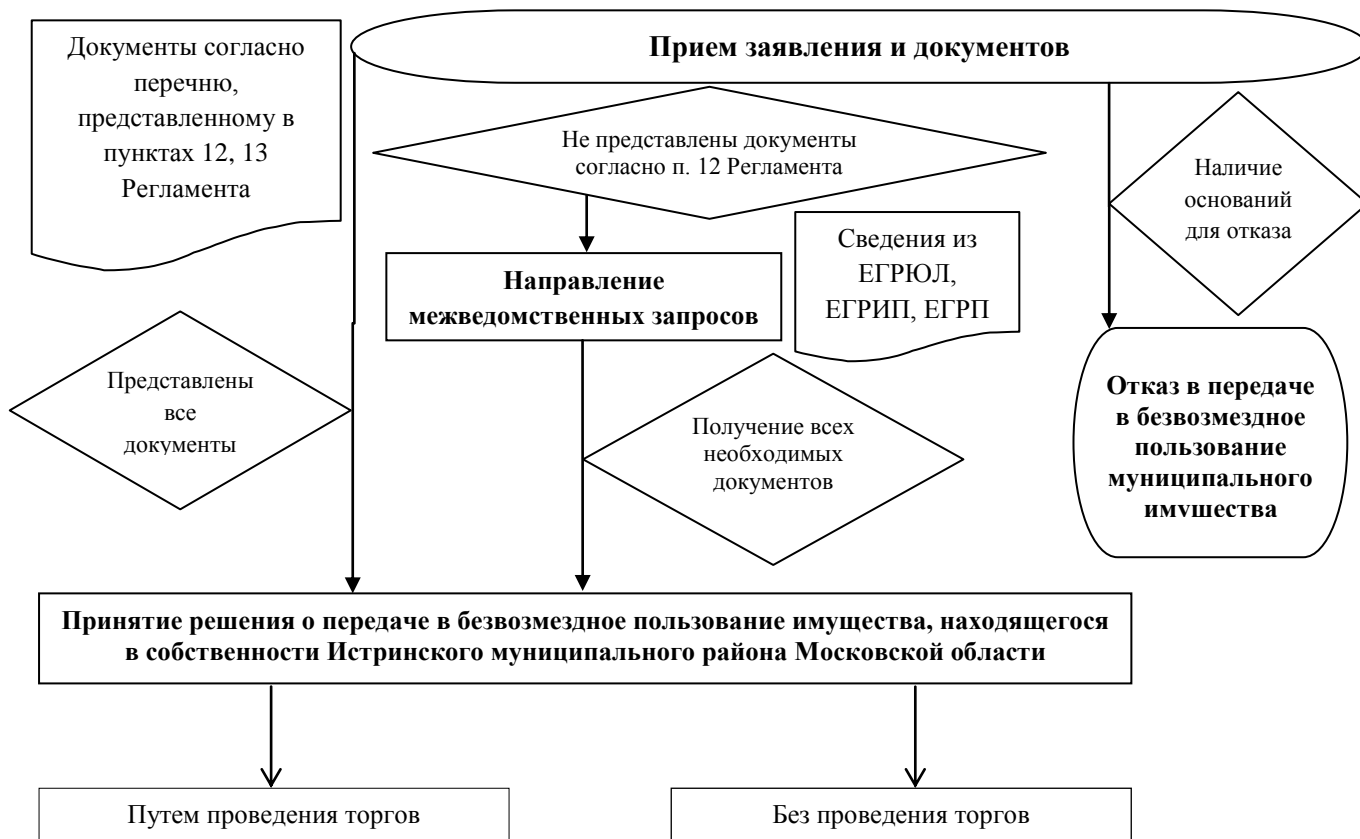 Прием заявления и документов
Документы согласно
перечню,
представленному в
пунктах 12, 13
Регламента
Не представлены документы
согласно п. 12 Регламента
Наличие
оснований
для отказа
Сведения из
ЕГРЮЛ,
ЕГРИП, ЕГРП
Направление
межведомственных запросов
Представлены
все
документы
Получение всех
необходимых
документов
Отказ в передаче
в безвозмездное
пользование
муниципального
имущества
Принятие решения о передаче в безвозмездное пользование имущества, находящегося
в собственности Истринского муниципального района Московской области
Путем проведения торгов
Без проведения торгов